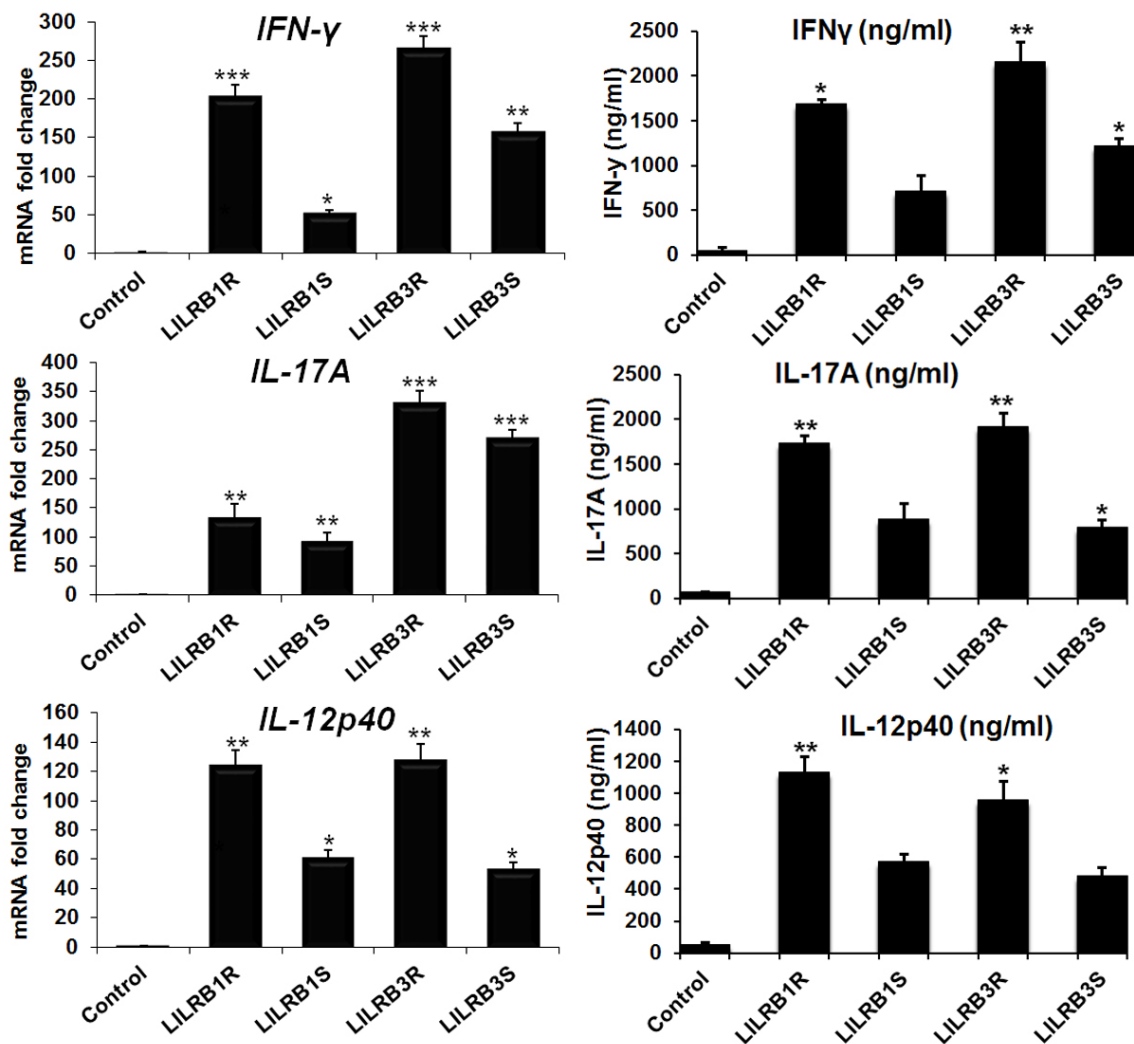 IFN-γ
mRNA fold change
300
250
200
150
100
50
0
***
*
***
**
Control
LILRB1R
LILRB1S
LILRB3R
LILRB3S
IFNγ (ng/ml)
IFN-γ (ng/ml)
2500
2000
1500
1000
500
0
*
**
*
Control
LILRB1R
LILRB1S
LILRB3R
LILRB3S
IL-17A
mRNA fold change
400
350
300
250
200
150
100
50
0
**
**
***
***
Control
LILRB1R
LILRB1S
LILRB3R
LILRB3S
IL-17A (ng/ml)
IL-17A (ng/ml)
2500
2000
1500
1000
500
0
**
**
*
Control
LILRB1R
LILRB1S
LILRB3R
LILRB3S
IL-12p40
mRNA fold change
160
140
120
100
80
60
40
20
0
**
*
**
*
Control
LILRB1R
LILRB1S
LILRB3R
LILRB3S
IL-12p40 (ng/ml)
IL-12p40 (ng/ml)
1400
1200
1000
800
600
400
200
0
**
*
Control
LILRB1R
LILRB1S
LILRB3R
LILRB3S